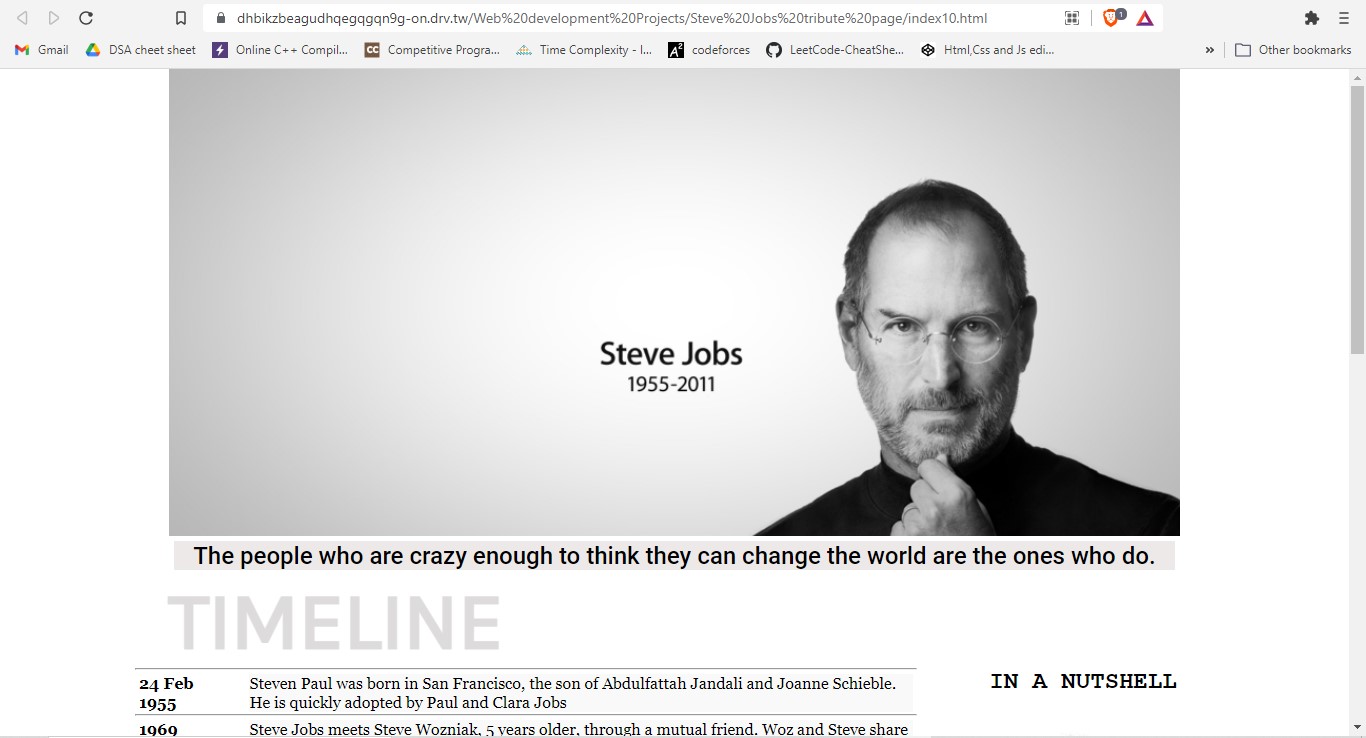 dhbikzbeagudhqegqgqn9g-on.drv.tw/Web%20development%20Projects/Steve%20Jobs%20tribute%20page/index10.html
1
Gmail
DSA cheet sheet
Online C++ Compil...
CC
Competitive Progra...
Time Complexity - I...
A²
codeforces
LeetCode-CheatShe...
Html,Css and Js edi...
»
Other bookmarks
Steve Jobs
1955-2011
The people who are crazy enough to think they can change the world are the ones who do.
TIMELINE
24 Feb
1955
Steven Paul was born in San Francisco, the son of Abdulfattah Jandali and Joanne Schieble.
He is quickly adopted by Paul and Clara Jobs
IN A NUTSHELL
1969
Steve Jobs meets Steve Wozniak, 5 years older, through a mutual friend. Woz and Steve share